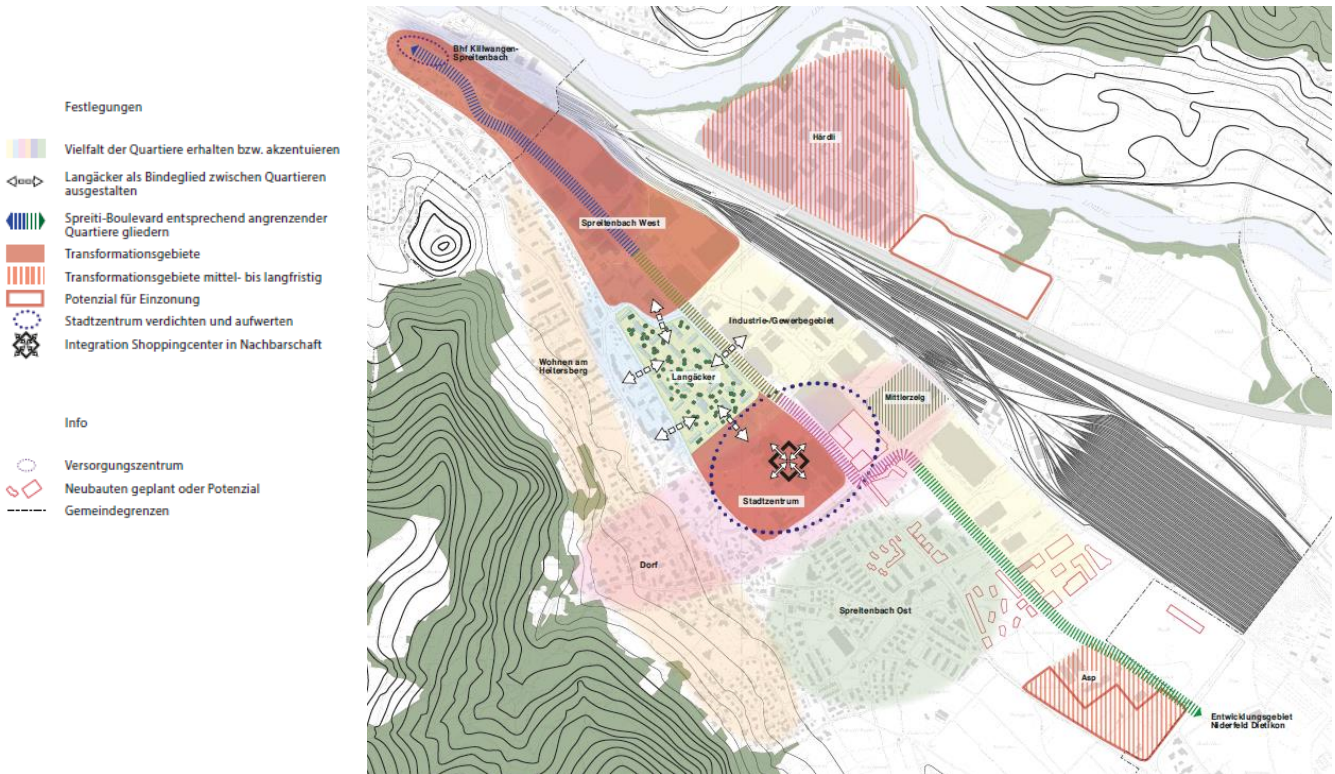 Festlegungen
Vielfalt der Quartiere erhalten bzw. akzentuieren
Langäcker als Bindeglied zwischen Quartieren
ausgestalten
Spreiti-Boulevard entsprechend angrenzender
Quartiere gliedern
Transformationsgebiete
Transformationsgebiete mittel- bis langfristig
Potenzial für Einzonung
Stadtzentrum verdichten und aufwerten
Integration Shoppingcenter in Nachbarschaft
Info
Versorgungszentrum
Neubauten geplant oder Potenzial
Gemeindegrenzen
Bhf Killwangen-
Spreitenbach
Härdli
Spreitenbach West
Industrie-/Gewerbegebiet
Wohnen am
Heitersberg
Langäcker
Mittlerzelg
Stadtzentrum
Dorf
Spreitenbach Ost
Asp
Entwicklungsgebiet
Niderfeld Dietikon